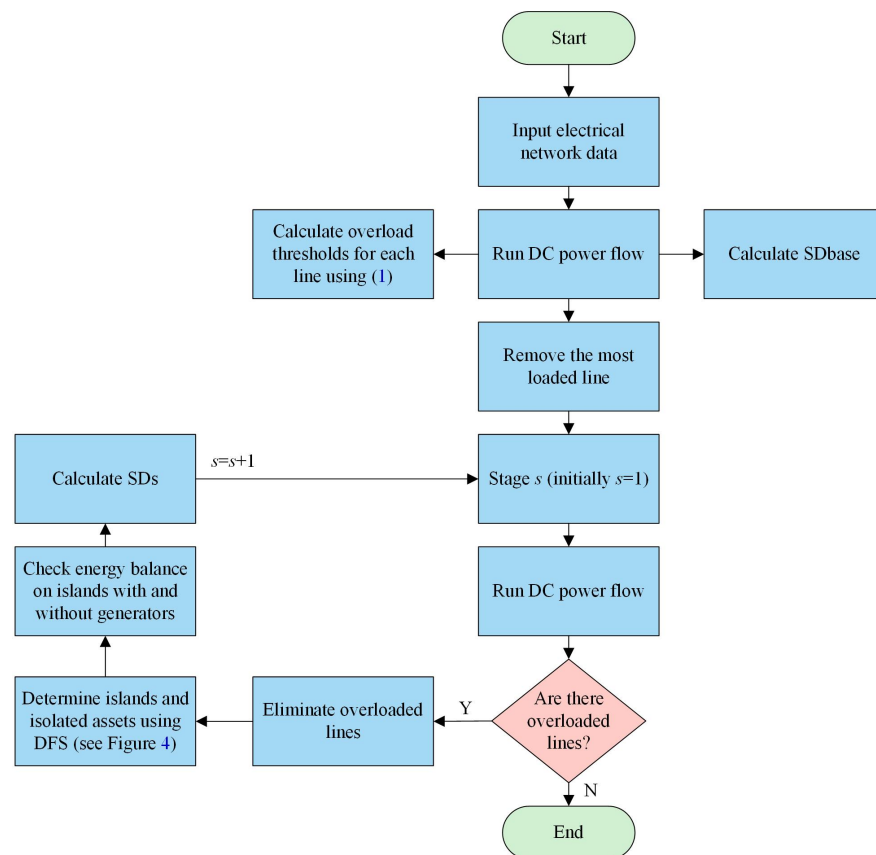 Start
Input electrical
network data
Calculate overload
thresholds for each
line using (1)
Run DC power flow
Calculate SDbase
Remove the most
loaded line
Calculate SDs
s=s+1
Stage s (initially s=1)
Check energy balance
on islands with and
without generators
Run DC power flow
Determine islands and
isolated assets using
DFS (see Figure 4)
Eliminate overloaded
lines
Y
Are there
overloaded
lines?
N
End